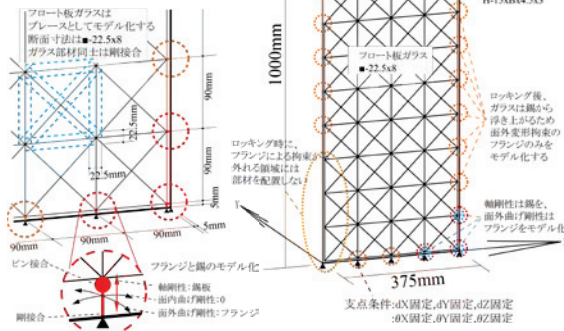 フロート板ガラスは
ブレースとしてモデル化する
断面寸法は■-22.5x8
ガラス部材同士は剛接合
90mm
22.5mm
22.5mm
90mm
5mm
90mm
90mm
90mm
ピン接合
フランジと錫のモデル化
軸剛性:錫板
面内曲げ剛性:0
面外曲げ剛性:フランジ
剛接合
1000mm
フロート板ガラス
■-22.5x8
ロッキング後、
ガラスは錫から
浮き上がるため
面外変形拘束の
フランジのみを
モデル化する
ロッキング時に、
フランジによる拘束が
外れる領域には
部材を配置しない
Y
軸剛性は錫を、
面外曲げ剛性は
フランジをモデル化
375mm
支点条件:dX固定,dY固定,dZ固定
:θX固定,θY固定,θZ固定